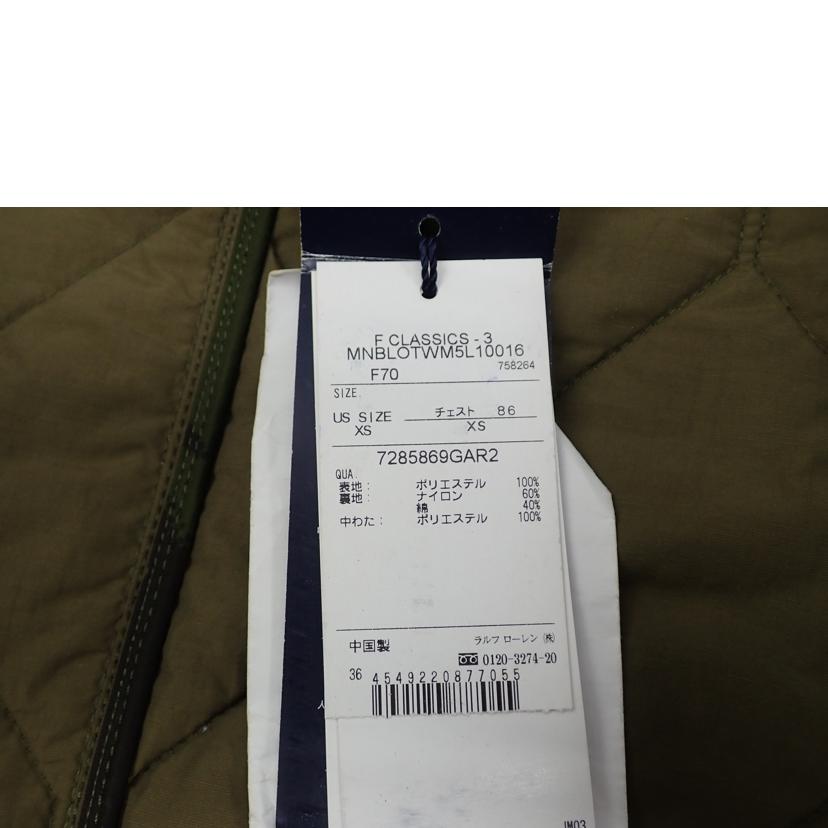 F CLASSICS - 3
MNBLOTWM5L10016
F70 758264
SIZE.
US SIZE チェスト 86
XS XS
7285869GAR2
QUA.
表地: ポリエステル 100%
裏地: ナイロン 60%
綿 40%
中わた: ポリエステル 100%
中国製 ラルフ ローレン ㈱
0120-3274-20
36 4549220877055
JM03